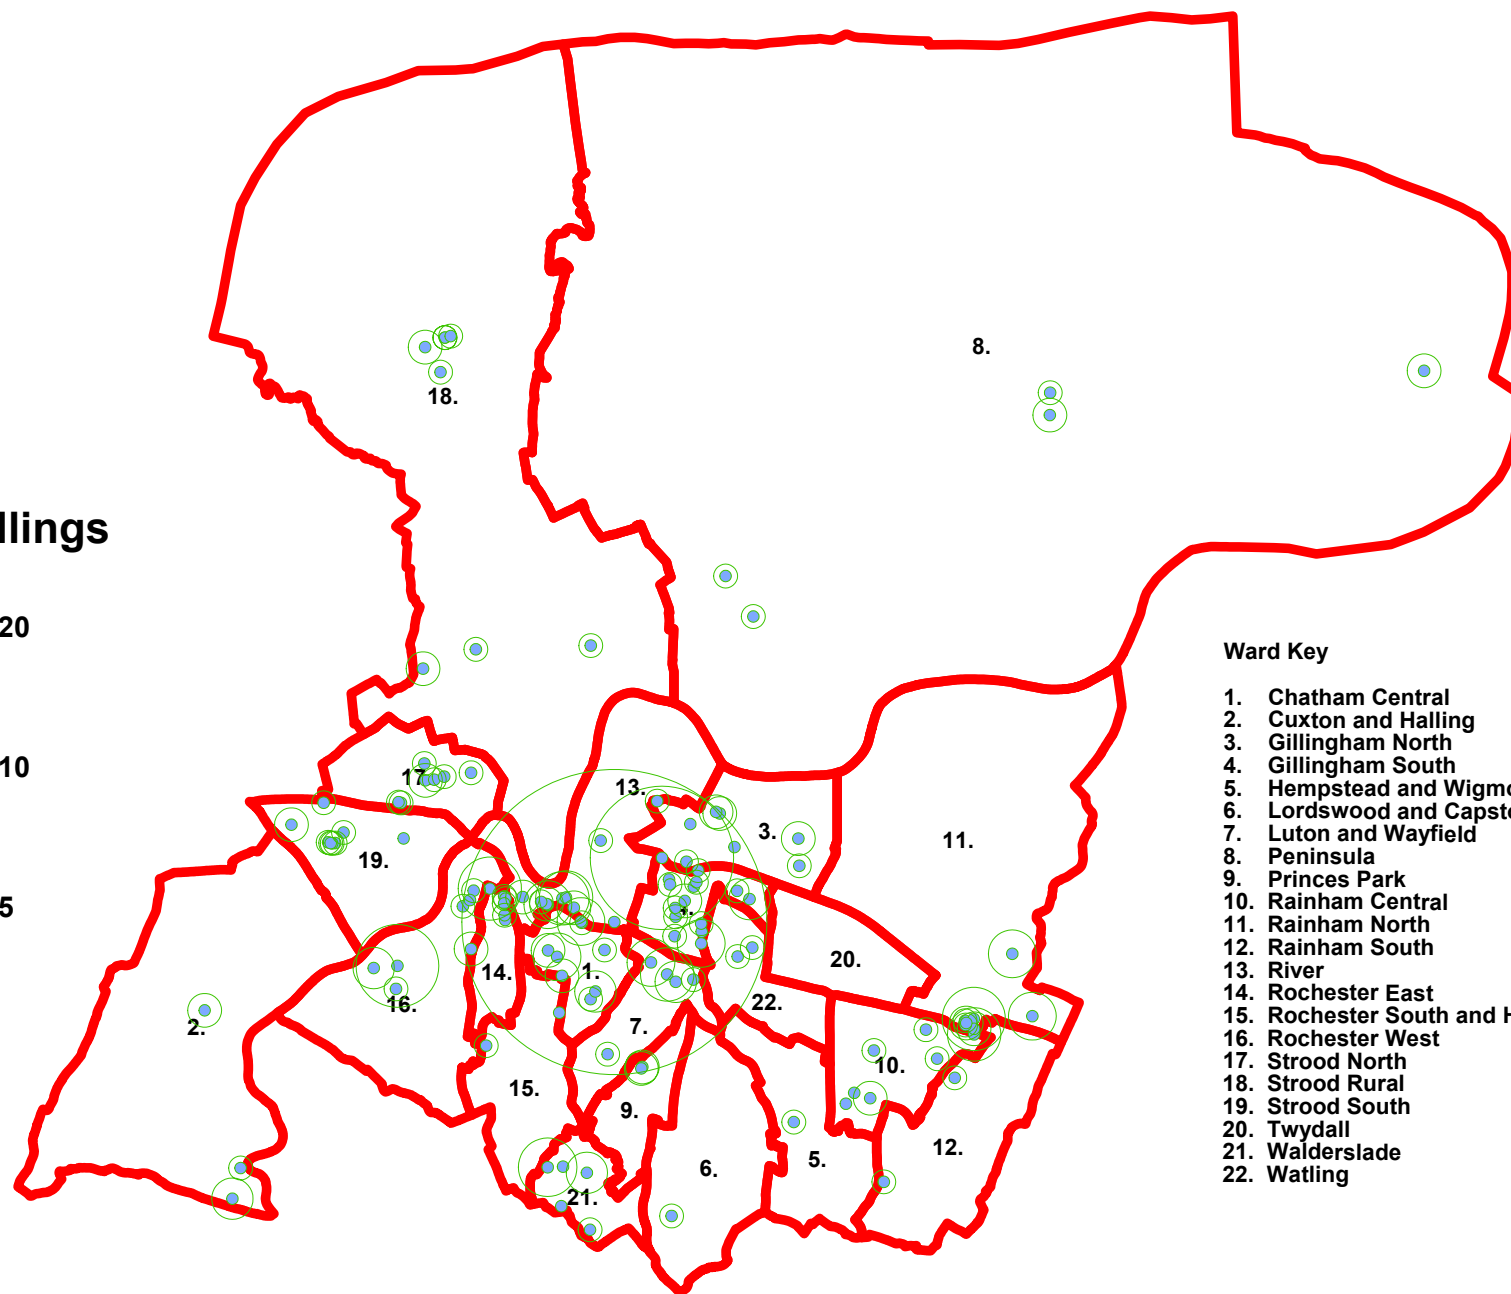 llings
20
10
5
8.
18.
17
13.
3.
11.
19.
4.
20.
14.
1.
16.
22.
2.
7.
10.
15.
9.
12.
5.
6.
21.
Ward Key
1. Chatham Central
2. Cuxton and Halling
3. Gillingham North
4. Gillingham South
5. Hempstead and Wigmo
6. Lordswood and Capst
7. Luton and Wayfield
8. Peninsula
9. Princes Park
10. Rainham Central
11. Rainham North
12. Rainham South
13. River
14. Rochester East
15. Rochester South and H
16. Rochester West
17. Strood North
18. Strood Rural
19. Strood South
20. Twydall
21. Walderslade
22. Watling